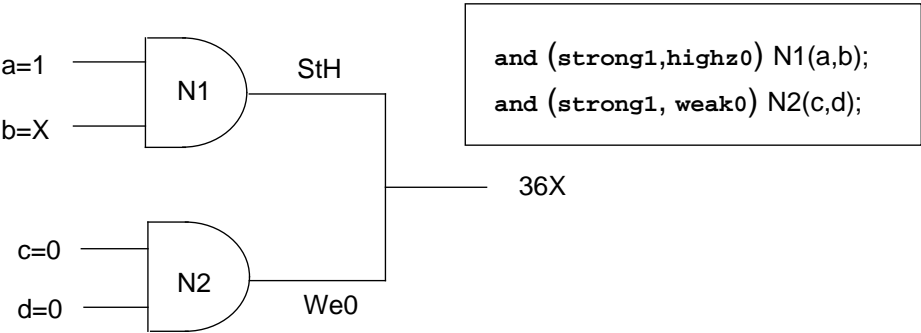 a=1
b=X
N1
StH
and (strong1,highz0) N1(a,b);
and (strong1, weak0) N2(c,d);
36X
c=0
d=0
N2
We0